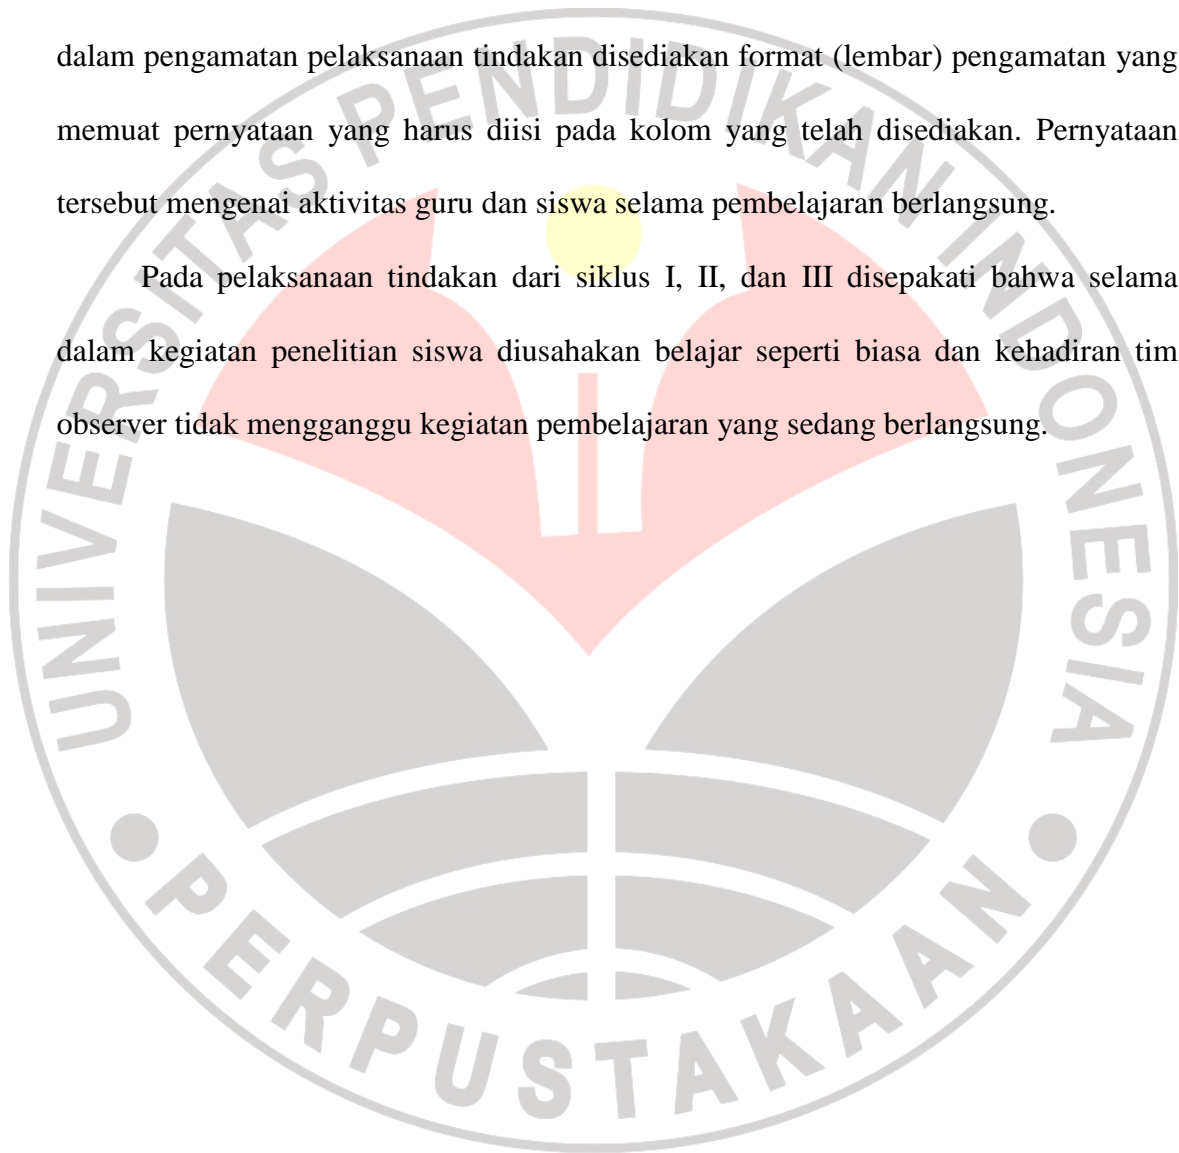 dalam pengamatan pelaksanaan tindakan disediakan format (lembar) pengamatan yang
memuat pernyataan yang harus diisi pada kolom yang telah disediakan. Pernyataan
tersebut mengenai aktivitas guru dan siswa selama pembelajaran berlangsung.
Pada pelaksanaan tindakan dari siklus I, II, dan III disepakati bahwa selama
dalam kegiatan penelitian siswa diusahakan belajar seperti biasa dan kehadiran tim
observer tidak mengganggu kegiatan pembelajaran yang sedang berlangsung.
UNIVERSITAS PENDIDIKAN INDONESIA
PERPUSTAKAAN